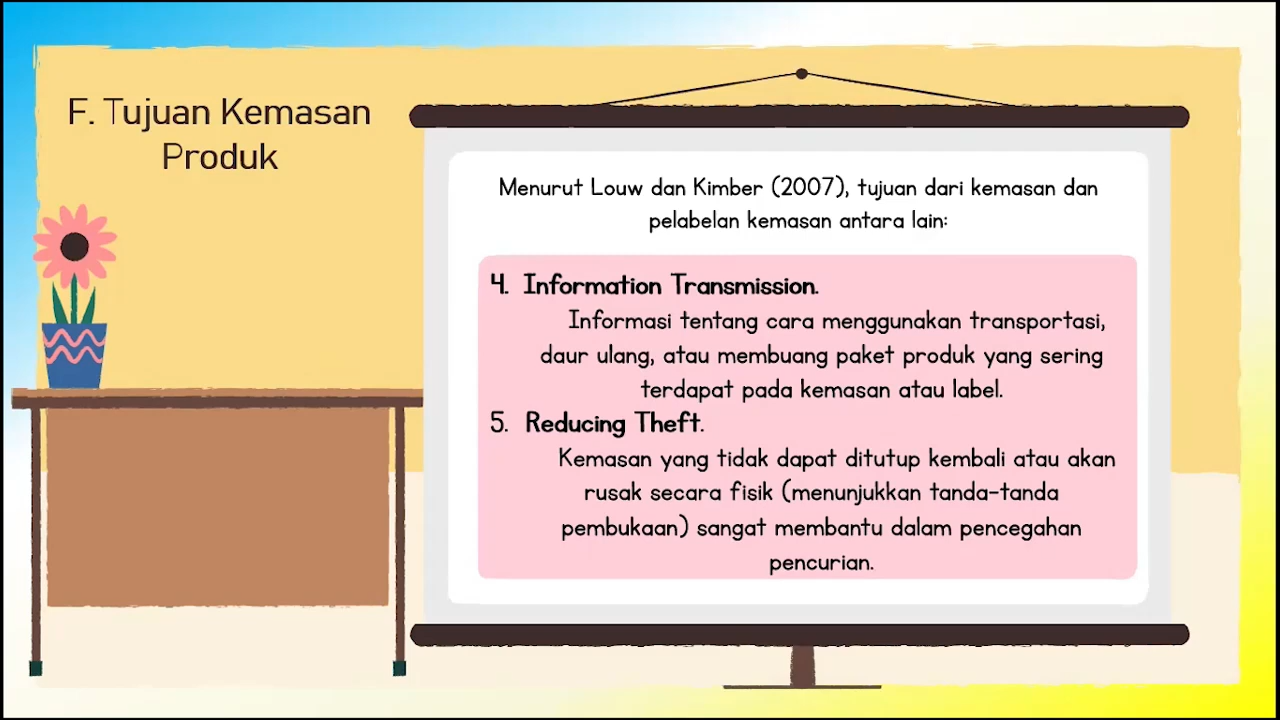 F. Tujuan Kemasan
Produk
Menurut Louw dan Kimber (2007), tujuan dari kemasan dan
pelabelan kemasan antara lain:
4. Information Transmission.
Informasi tentang cara menggunakan transportasi,
daur ulang, atau membuang paket produk yang sering
terdapat pada kemasan atau label.
5. Reducing Theft.
Kemasan yang tidak dapat ditutup kembali atau akan
rusak secara fisik (menunjukkan tanda-tanda
pembukaan) sangat membantu dalam pencegahan
pencurian.